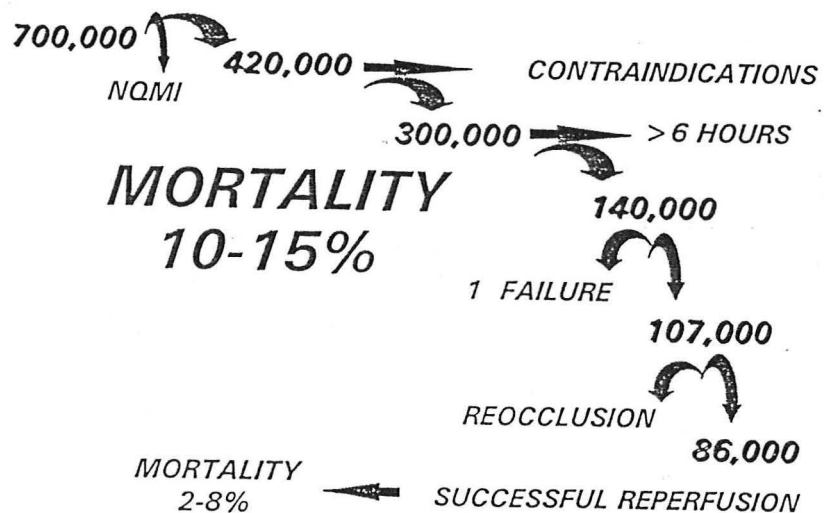 700,000
NQMI
420,000
CONTRAINDICATIONS
300,000
> 6 HOURS
MORTALITY
10-15%
140,000
1 FAILURE
107,000
REOCCLUSION
86,000
MORTALITY
2-8%
SUCCESSFUL REPERFUSION